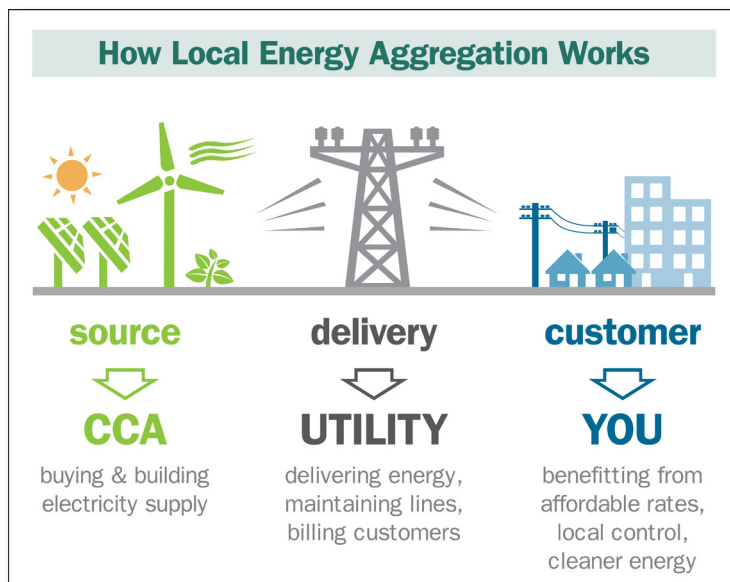 How Local Energy Aggregation Works
source
CCA
buying & building
electricity supply
delivery
UTILITY
delivering energy,
maintaining lines,
billing customers
customer
YOU
benefitting from
affordable rates,
local control,
cleaner energy